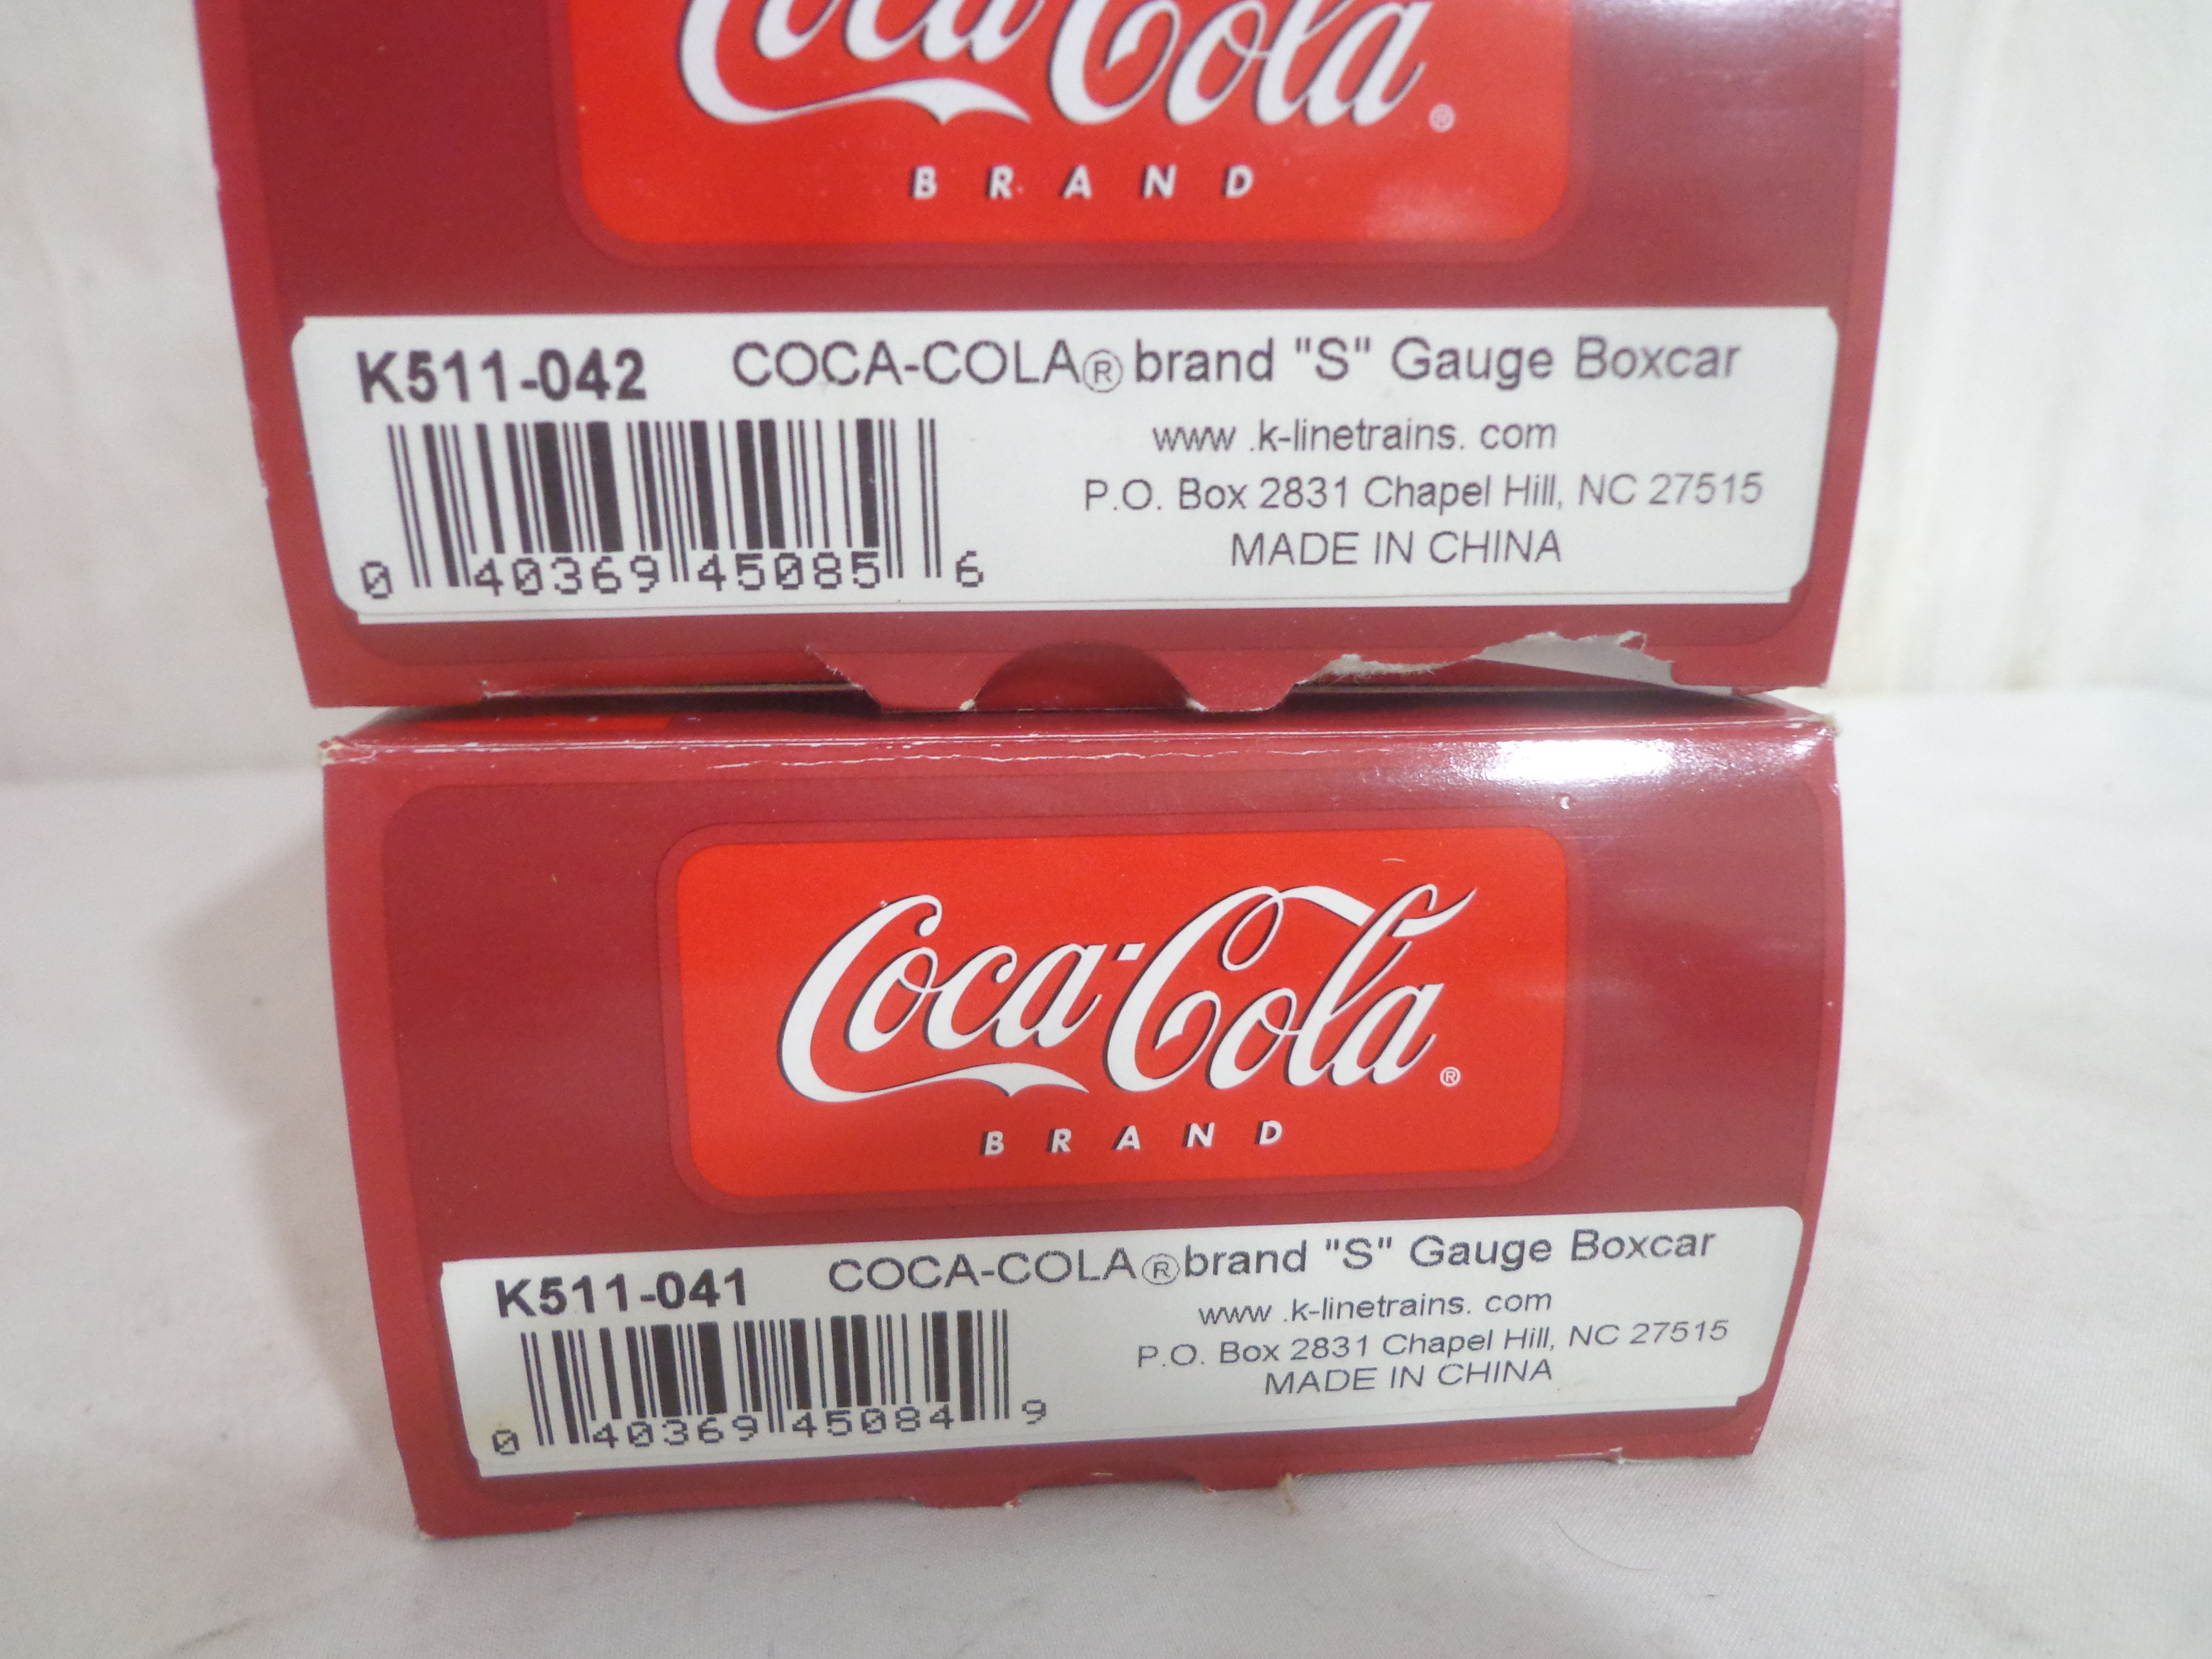 Coca-Cola®
BRAND
K511-042 COCA-COLA® brand "S" Gauge Boxcar
www .k-linetrains. com
P.O. Box 2831 Chapel Hill, NC 27515
MADE IN CHINA
0 40369 45085 6
Coca-Cola®
BRAND
K511-041 COCA-COLA® brand "S" Gauge Boxcar
www .k-linetrains. com
P.O. Box 2831 Chapel Hill, NC 27515
MADE IN CHINA
0 40369 45084 9